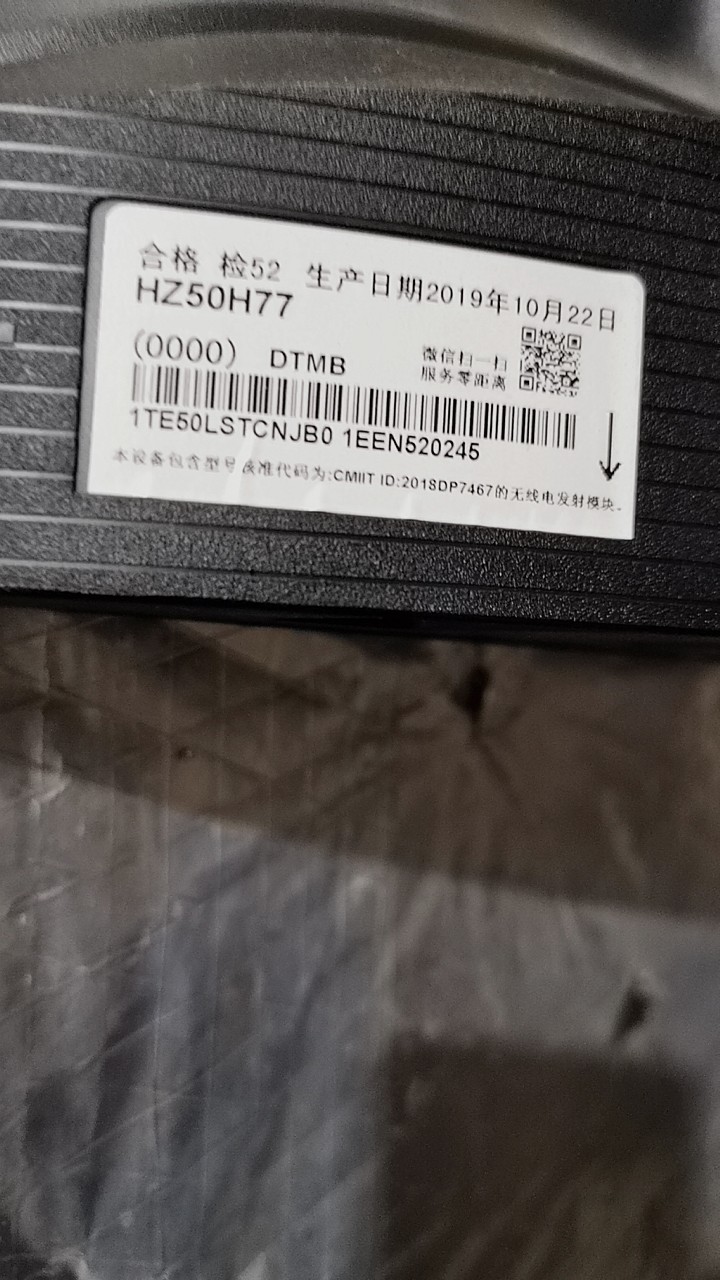 合格 检52 生产日期2019年10月22日
HZ50H77
(0000) DTMB
微信扫一扫
服务零距离
1TE50LSTCNJB0 1EEN520245
本设备包含型号核准代码为:CMIIT ID:2018DP7467的无线电发射模块。